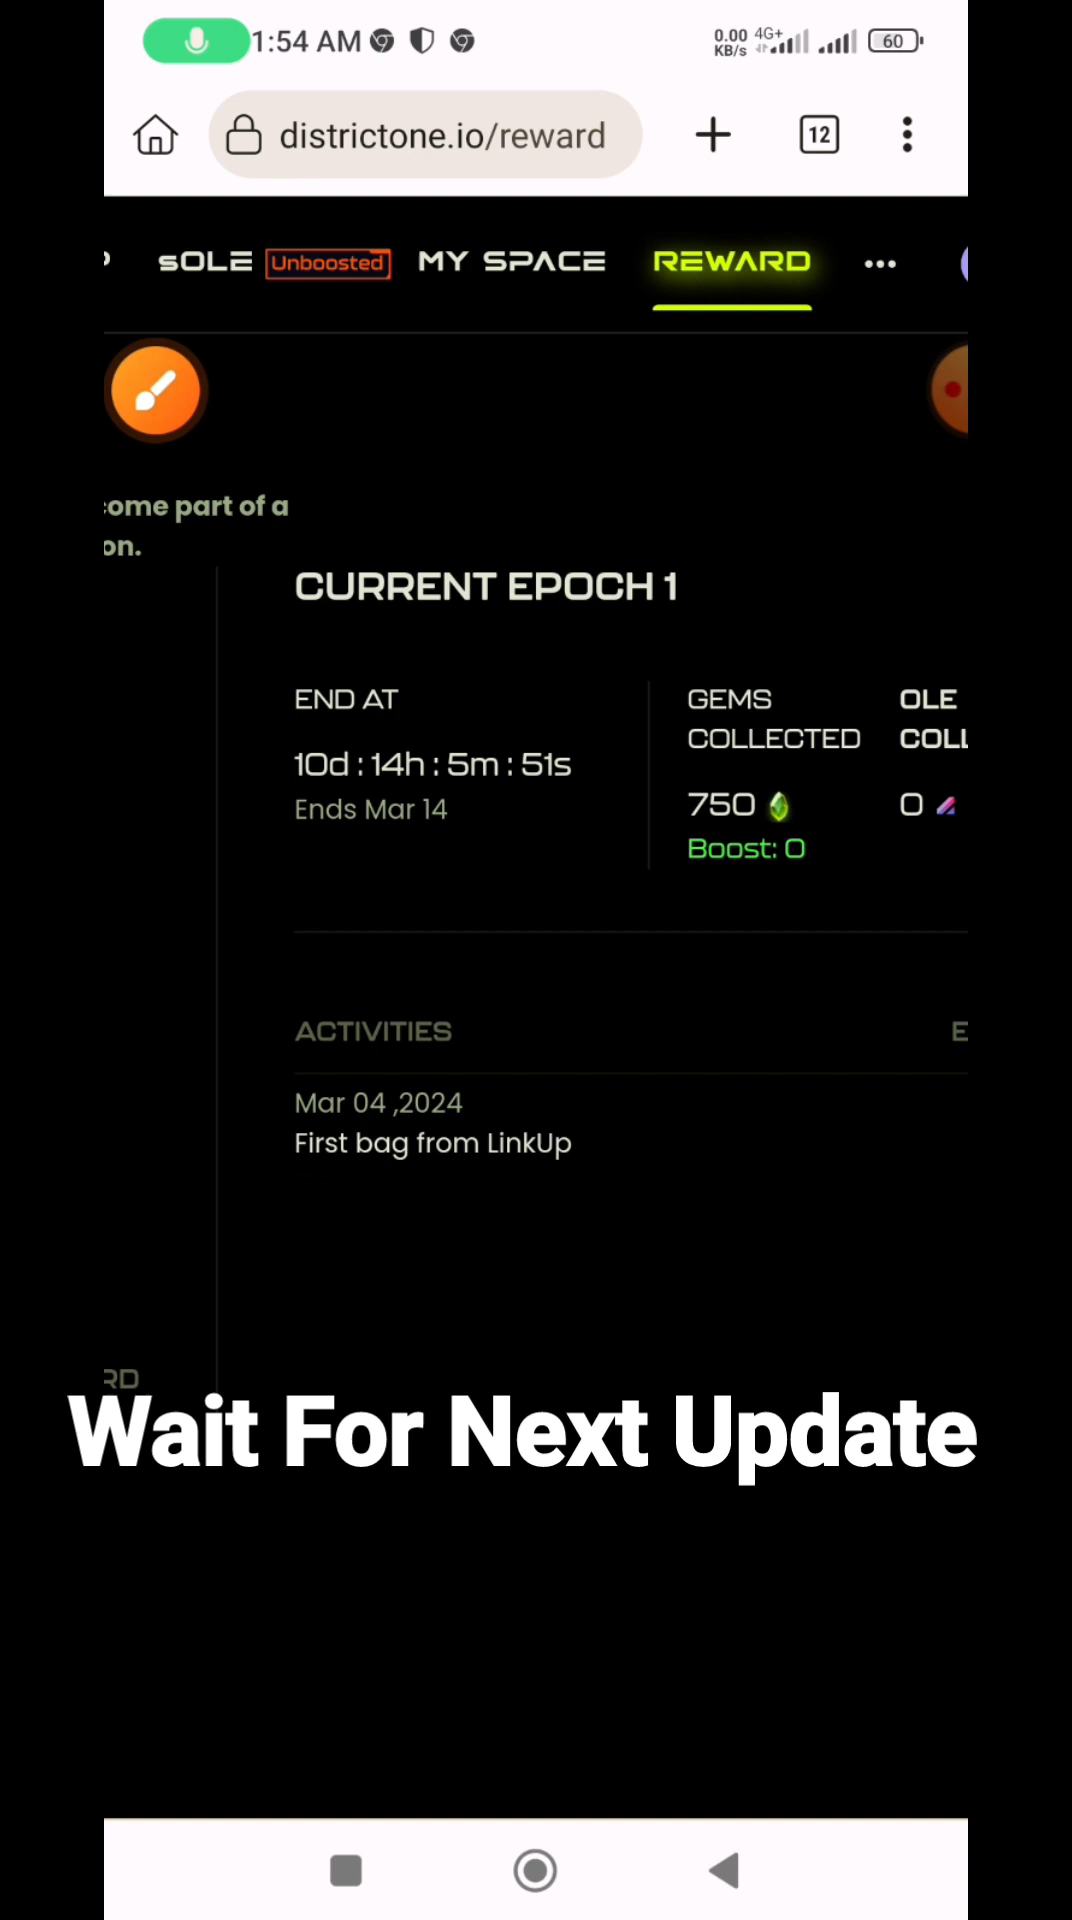 1:54 AM
0.00 KB/s 4G+ 60
districtone.io/reward
12
sOLE Unboosted MY SPACE REWARD
come part of a
on.
CURRENT EPOCH 1
END AT
GEMS COLLECTED
OLE COLL
10d : 14h : 5m : 51s
Ends Mar 14
750
0
Boost: 0
ACTIVITIES E
Mar 04 ,2024
First bag from LinkUp
RD
Wait For Next Update